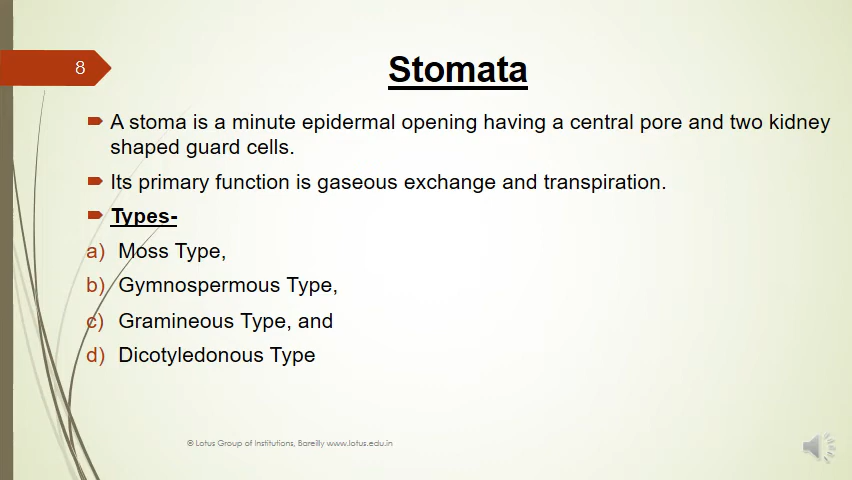 8
Stomata
A stoma is a minute epidermal opening having a central pore and two kidney
shaped guard cells.
Its primary function is gaseous exchange and transpiration.
Types-
a) Moss Type,
b) Gymnospermous Type,
c) Gramineous Type, and
d) Dicotyledonous Type
® Lotus Group of Institutions, Bareilly www.lotus.edu.in